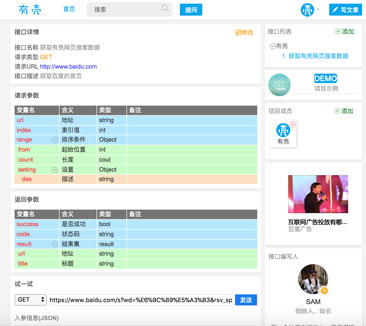 有壳
首页
搜索
提问
写文章
接口详情
修改
接口名称 获取有壳网页搜索数据
请求类型 GET
请求URL http://www.baidu.com
接口描述 获取百度的首页
请求参数
变量名 含义 类型 备注
url 地址 string
index 索引值 int
range 排序条件 Object
from 起始位置 int
count 长度 cout
setting 设置 Object
des 描述 string
返回参数
变量名 含义 类型 备注
success 是否成功 bool
code 状态码 string
result 结果集 result
url 地址 string
title 标题 string
试一试
GET https://www.baidu.com/s?wd=%E6%9C%89%E5%A3%B3&rsv_sp 发送
入参信息(JSON)
接口列表 添加
有壳
1. 获取有壳网页搜索数据
DEMO
项目示例
项目成员 添加
有壳
互联网广告投放有哪...
百度广告
接口编写人
SAM
创始人、站长